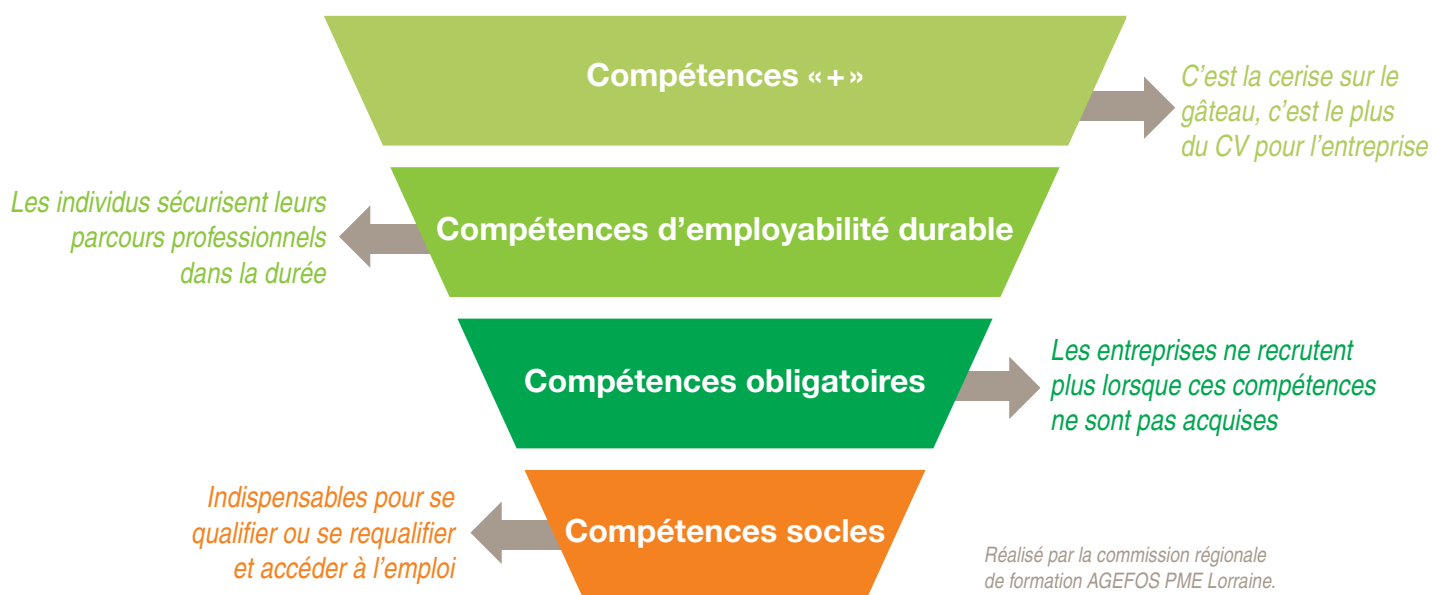 Compétences «+»
C’est la cerise sur le
gâteau, c’est le plus
du CV pour l’entreprise
Les individus sécurisent leurs
parcours professionnels
dans la durée
Compétences d’employabilité durable
Compétences obligatoires
Les entreprises ne recrutent
plus lorsque ces compétences
ne sont pas acquises
Indispensables pour se
qualifier ou se requalifier
et accéder à l’emploi
Compétences socles
Réalisé par la commission régionale
de formation AGEFOS PME Lorraine.